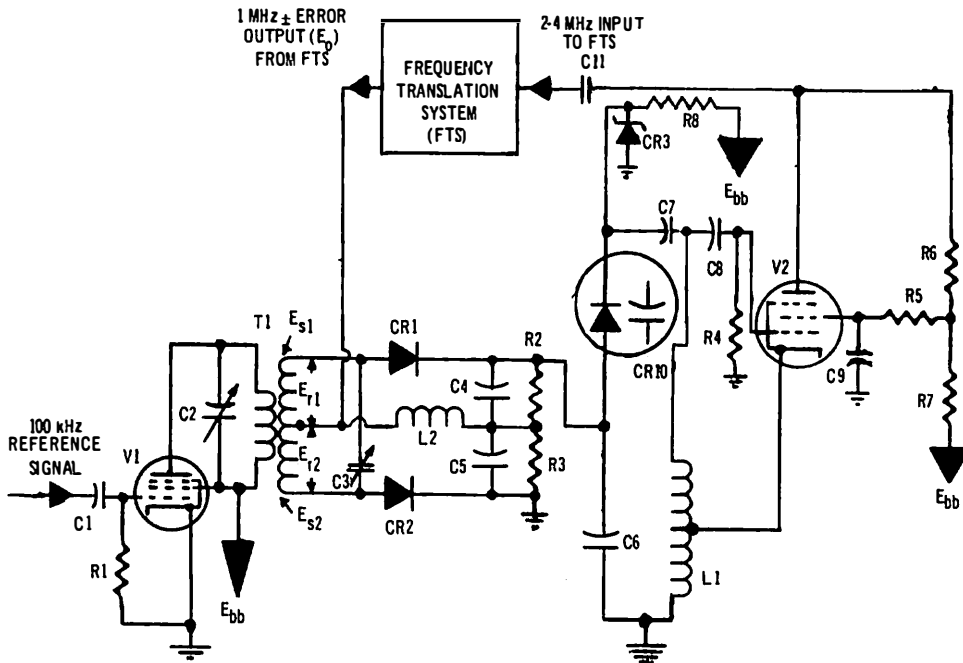 1 MHz ± ERROR
OUTPUT (Eo)
FROM FTS
2-4 MHz INPUT
TO FTS
C11
FREQUENCY
TRANSLATION
SYSTEM
(FTS)
R8
CR3
Ebb
C7
C8
V2
R6
R5
R4
C9
R7
Ebb
CR10
T1
Es1
CR1
R2
Er1
C4
C2
L2
100 kHz
REFERENCE
SIGNAL
V1
Er2
C5
R3
C3
C1
Es2
CR2
C6
L1
R1
Ebb